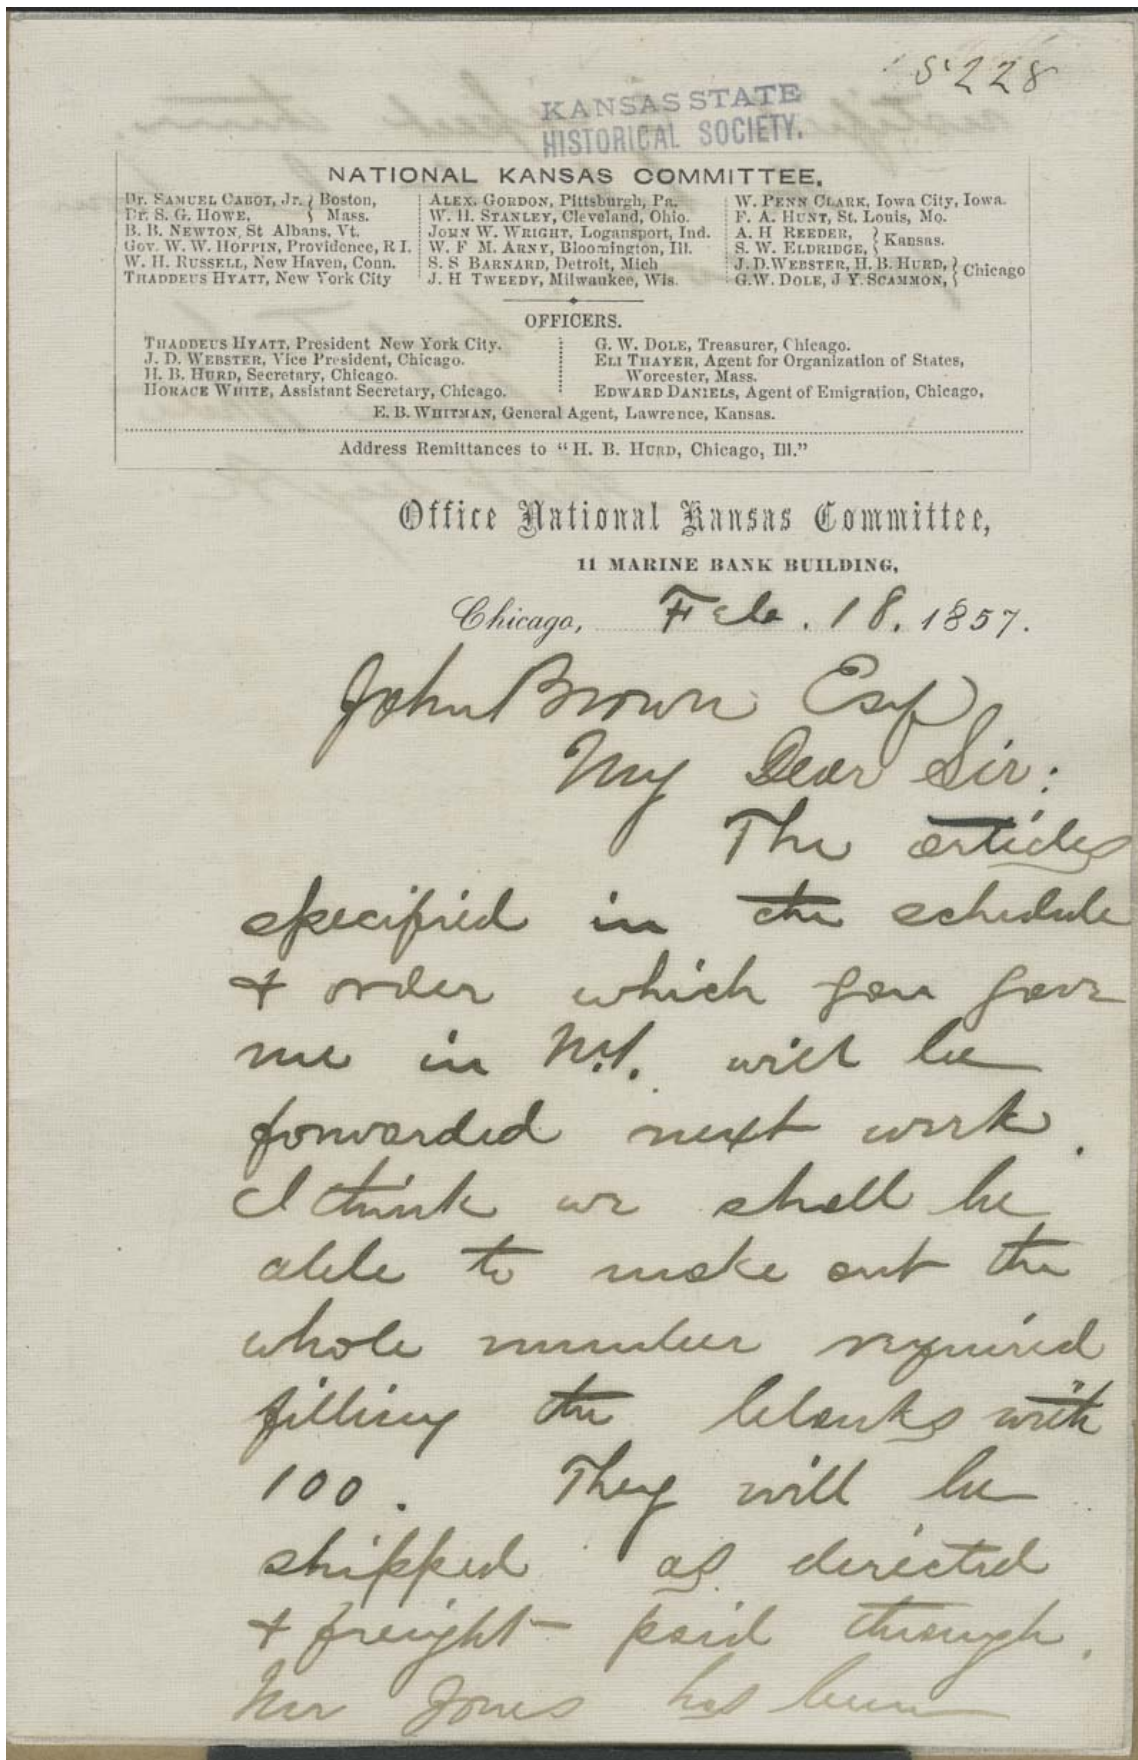 S'228
KANSAS STATE
HISTORICAL SOCIETY.
NATIONAL KANSAS COMMITTEE.
Dr. SAMUEL CABOT, Jr. } Boston,
Dr. S. G. HOWE, } Mass.
B. B. NEWTON, St Albans, Vt.
Gov. W. W. HOPPIN, Providence, R I.
W. H. RUSSELL, New Haven, Conn.
THADDEUS HYATT, New York City
ALEX. GORDON, Pittsburgh, Pa.
W. H. STANLEY, Cleveland, Ohio.
JOHN W. WRIGHT, Logansport, Ind.
W. F M. ARNY, Bloomington, Ill.
S. S BARNARD, Detroit, Mich
J. H TWEEDY, Milwaukee, Wis.
W. PENN CLARK, Iowa City, Iowa.
F. A. HUNT, St. Louis, Mo.
A. H REEDER, } Kansas.
S. W. ELDRIDGE, }
J. D. WEBSTER, H. B. HURD, } Chicago
G. W. DOLE, J Y. SCAMMON, }
OFFICERS.
THADDEUS HYATT, President New York City.
J. D. WEBSTER, Vice President, Chicago.
H. B. HURD, Secretary, Chicago.
HORACE WHITE, Assistant Secretary, Chicago.
G. W. DOLE, Treasurer, Chicago.
ELI THAYER, Agent for Organization of States,
Worcester, Mass.
EDWARD DANIELS, Agent of Emigration, Chicago,
E. B. WHITMAN, General Agent, Lawrence, Kansas.
Address Remittances to "H. B. HURD, Chicago, Ill."
Office National Kansas Committee,
11 MARINE BANK BUILDING,
Chicago, Feb. 18. 1857.
John Brown Esq
My Dear Sir:
The articles
specified in the schedule
& order which you gave
me in N.Y. will be
forwarded next week.
I think we shall be
able to make out the
whole number required
filling the blanks with
100. They will be
shipped as directed
& freight paid through.
Mr Jones has been